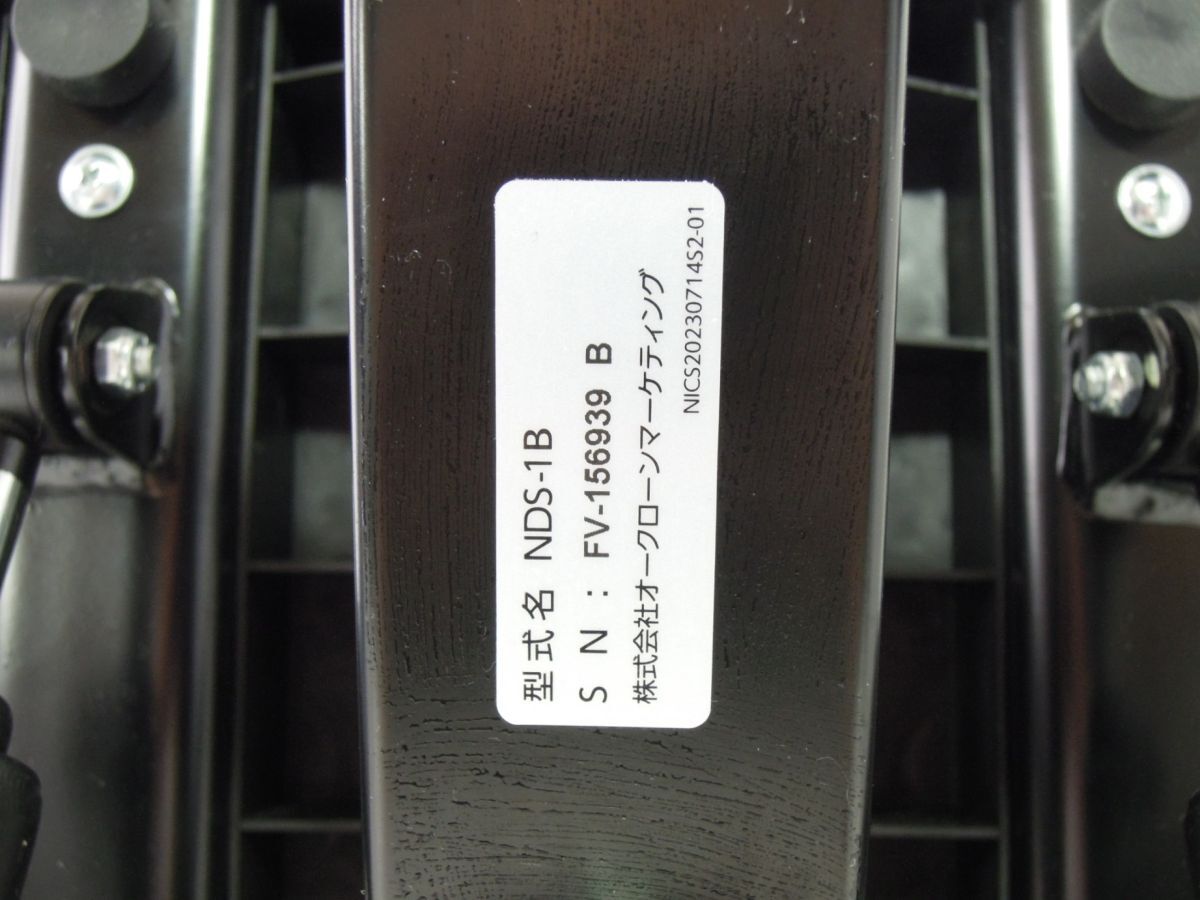 型式名 NDS-1B
S N : FV-156939 B
株式会社オークローンマーケティング
NICS20230714S2-01